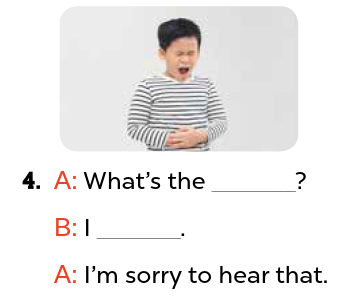 4. A: What's the _______?
B: I _______.
A: I'm sorry to hear that.